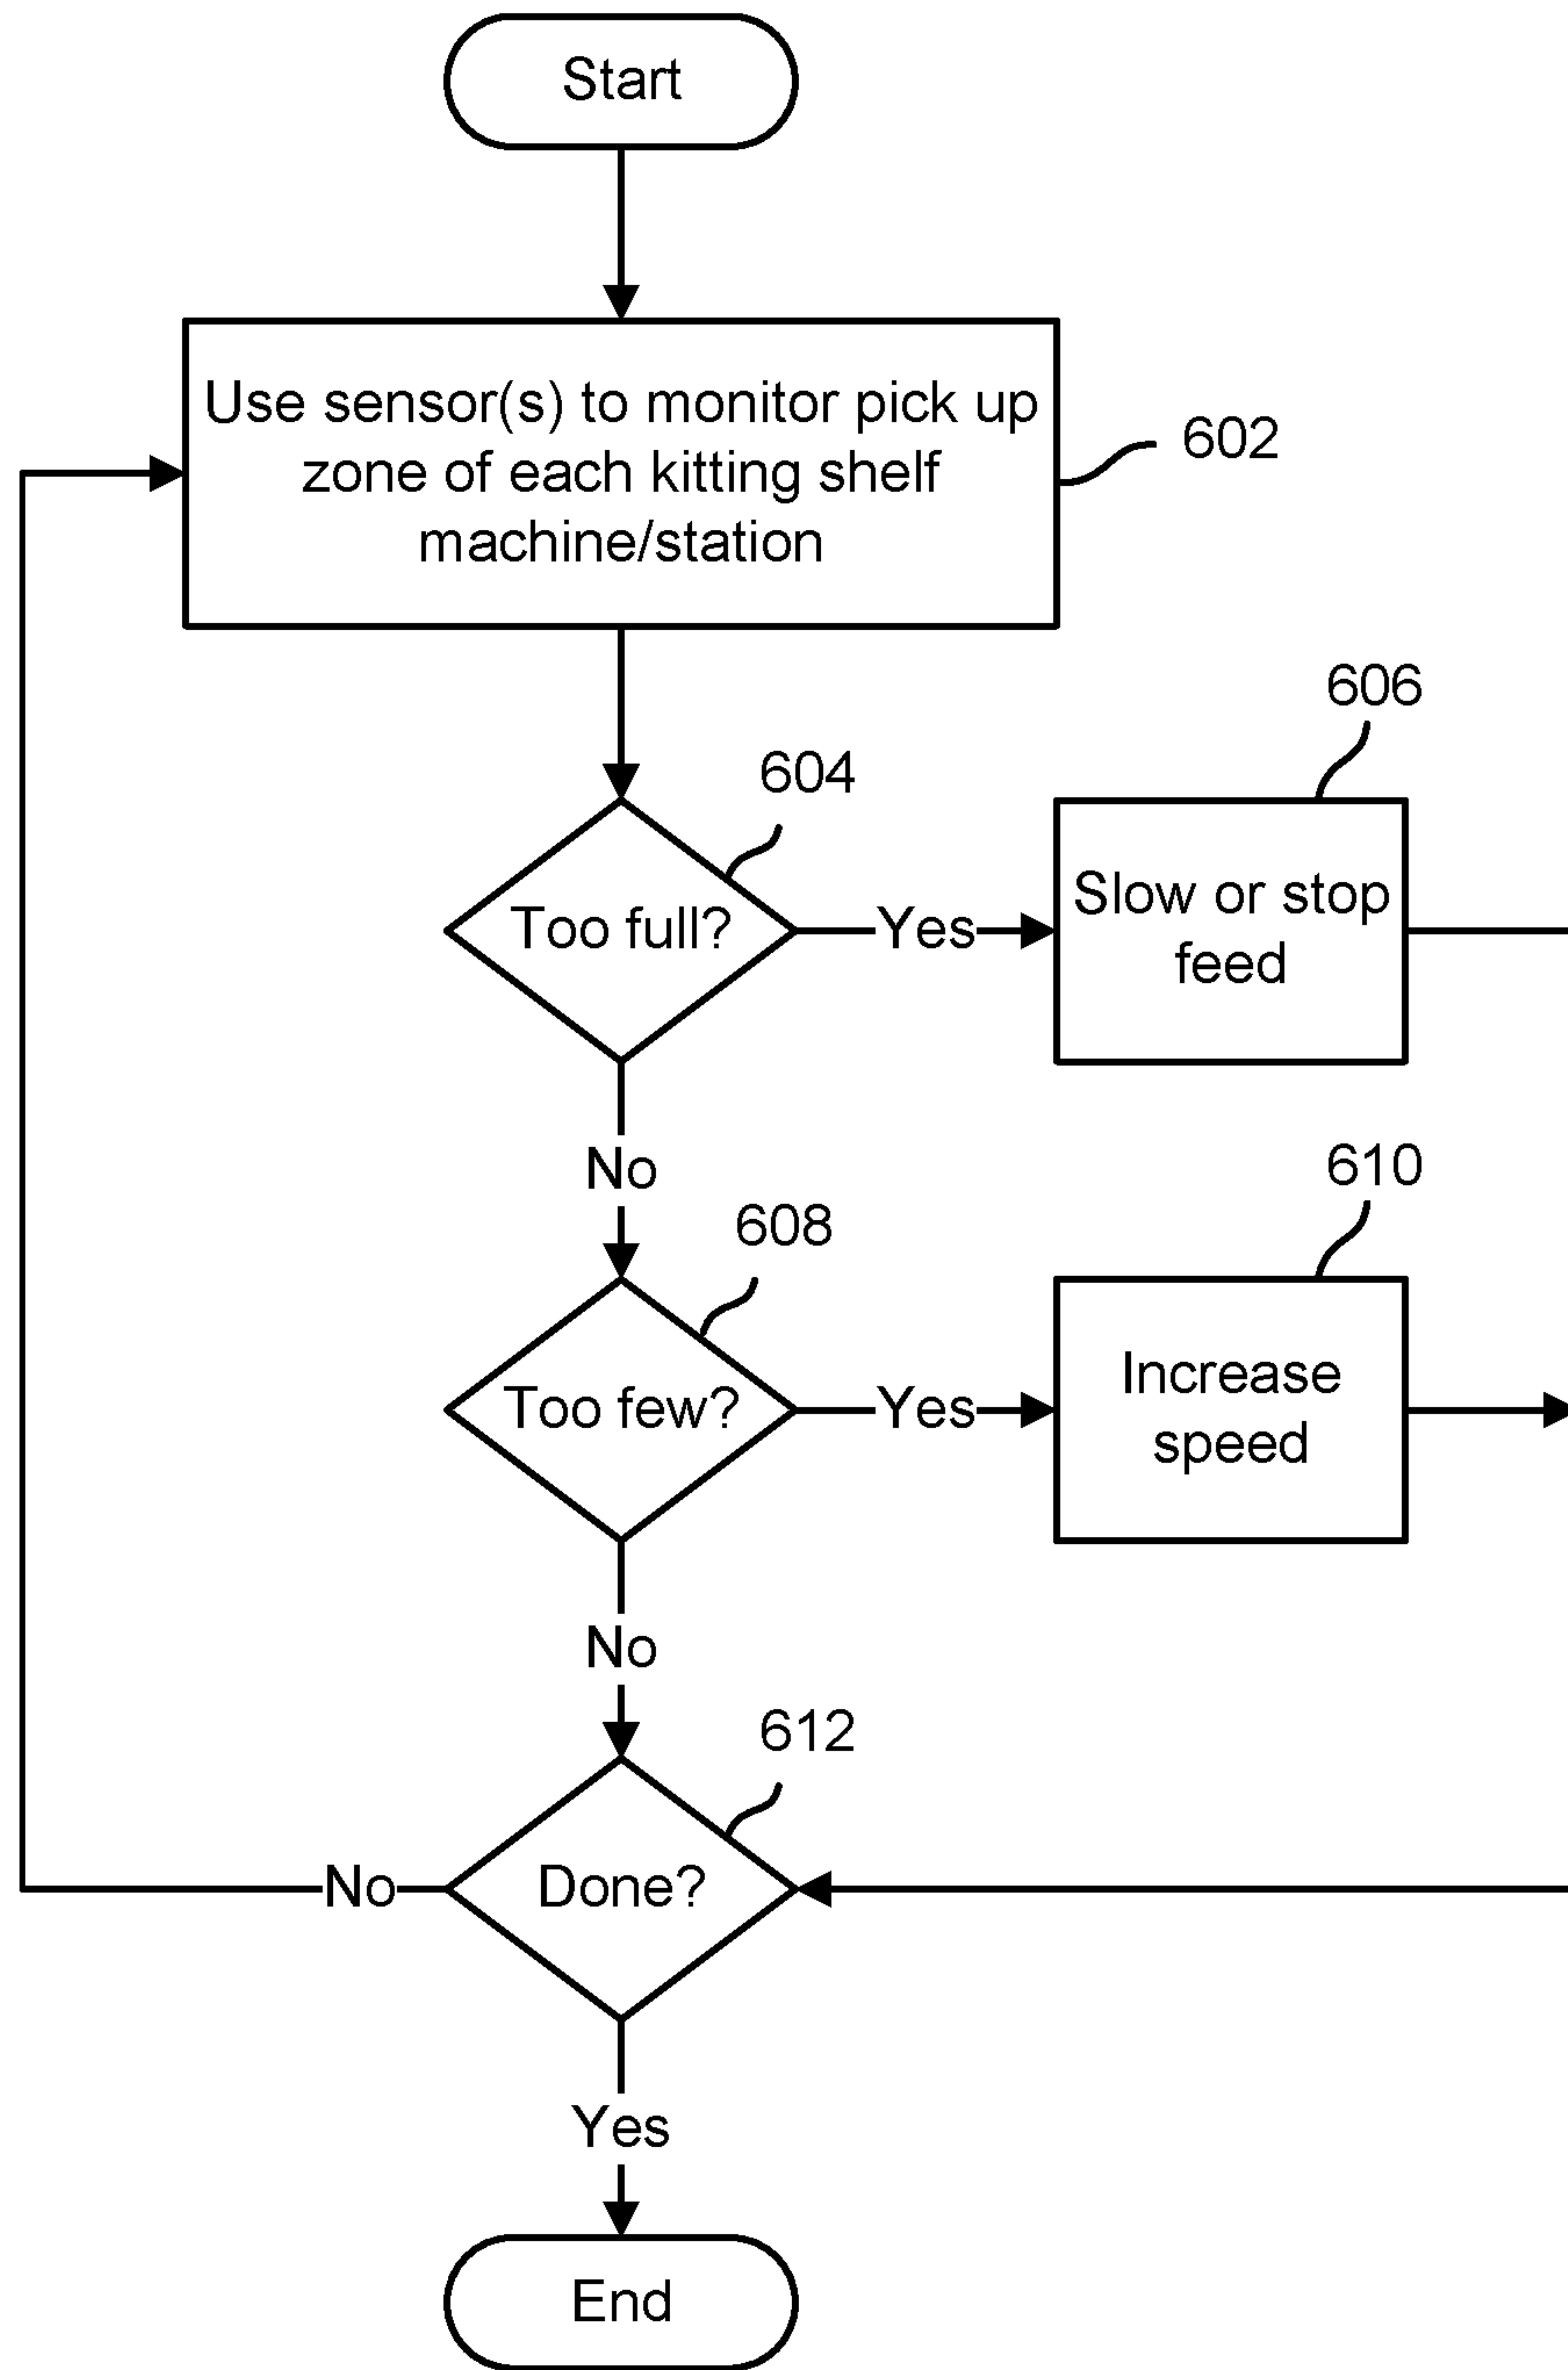 Start
Use sensor(s) to monitor pick up
zone of each kitting shelf
machine/station
602
604
Too full?
Yes
606
Slow or stop
feed
No
608
Too few?
Yes
610
Increase
speed
No
612
Done?
No
Yes
End